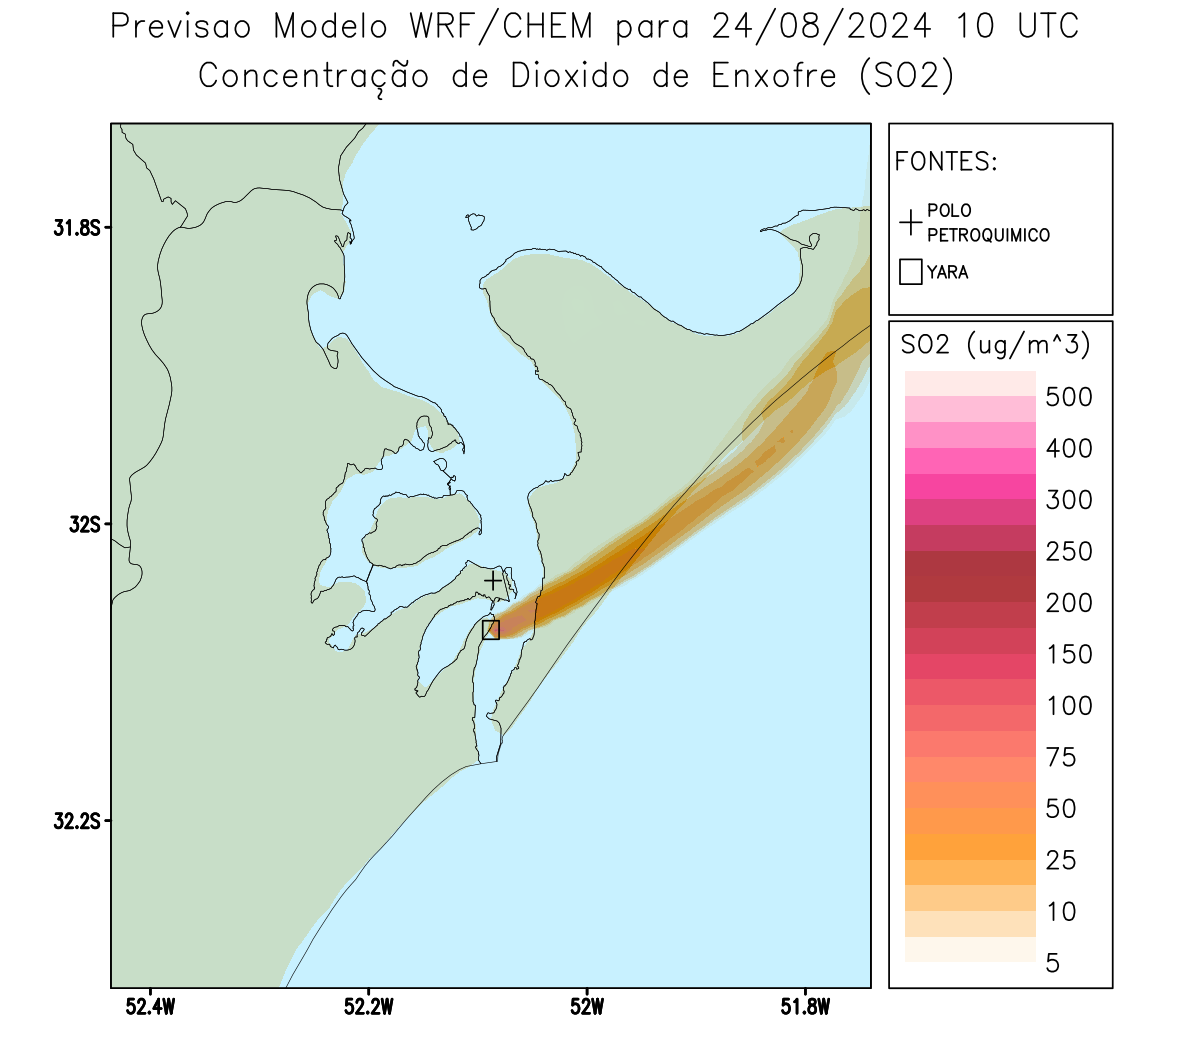 Previsao Modelo WRF/CHEM para 24/08/2024 10 UTC
Concentração de Dioxido de Enxofre (SO2)
FONTES:
POLO
PETROQUIMICO
YARA
SO2 (ug/m^3)
500
400
300
250
200
150
100
75
50
25
10
5
31.8S
32S
32.2S
52.4W
52.2W
52W
51.8W